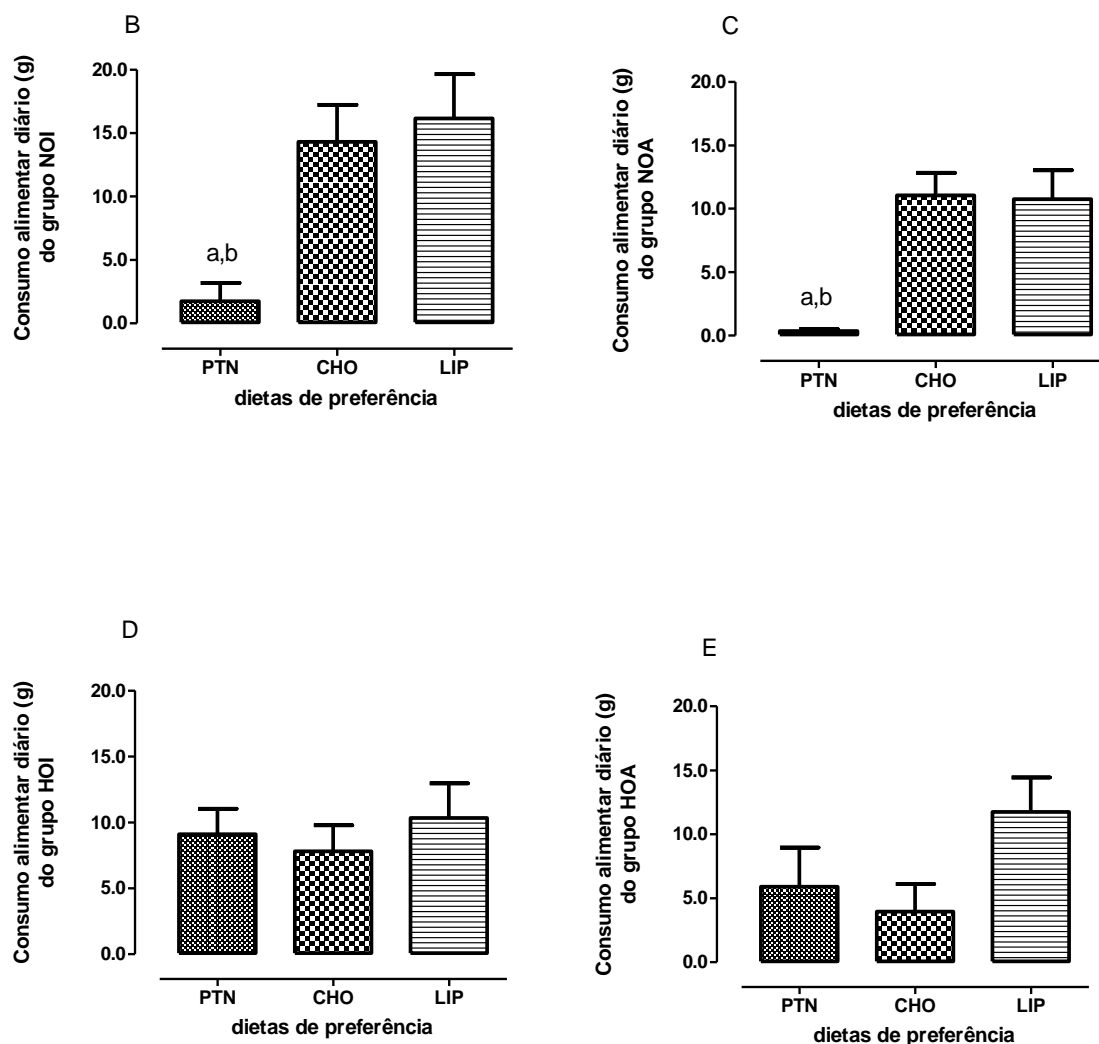 B
Consumo alimentar diário (g)
do grupo NOI
20.0
15.0
10.0
5.0
0.0
a,b
PTN CHO LIP
dietas de preferência
C
Consumo alimentar diário (g)
do grupo NOA
20.0
15.0
10.0
5.0
0.0
a,b
PTN CHO LIP
dietas de preferência
D
Consumo alimentar diário (g)
do grupo HOI
20.0
15.0
10.0
5.0
0.0
PTN CHO LIP
dietas de preferência
E
Consumo alimentar diário (g)
do grupo HOA
20.0
15.0
10.0
5.0
0.0
PTN CHO LIP
dietas de preferência